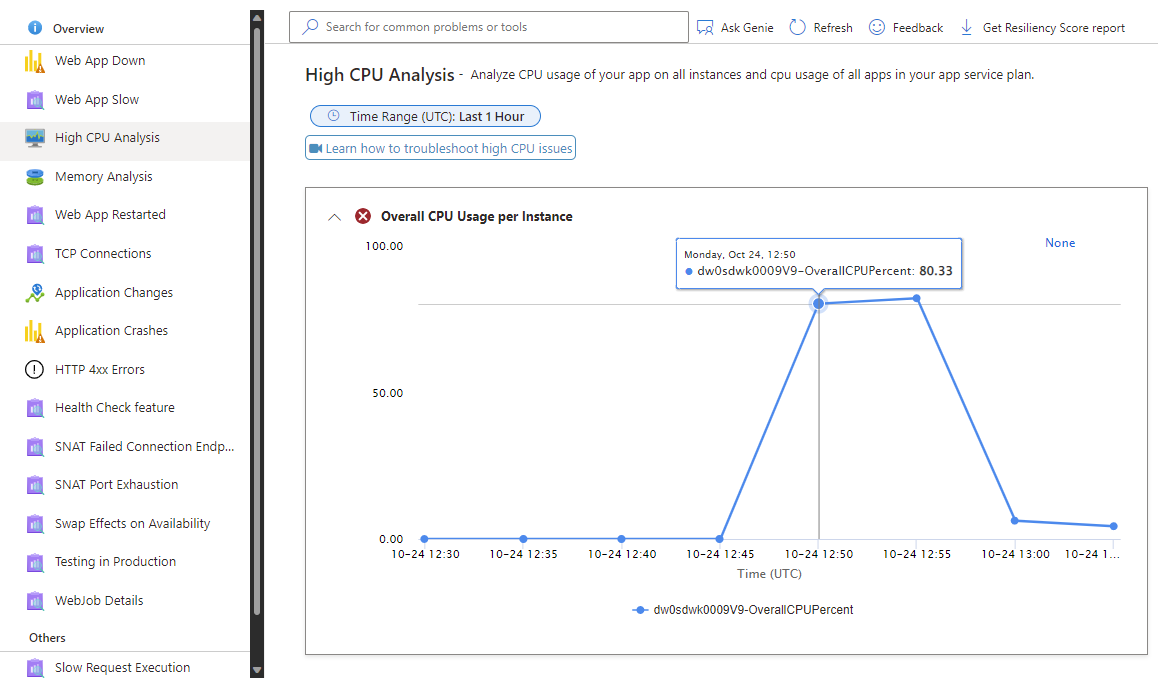 Overview
Web App Down
Web App Slow
High CPU Analysis
Memory Analysis
Web App Restarted
TCP Connections
Application Changes
Application Crashes
HTTP 4xx Errors
Health Check feature
SNAT Failed Connection Endp...
SNAT Port Exhaustion
Swap Effects on Availability
Testing in Production
WebJob Details
Others
Slow Request Execution
Search for common problems or tools
Ask Genie
Refresh
Feedback
Get Resiliency Score report
High CPU Analysis - Analyze CPU usage of your app on all instances and cpu usage of all apps in your app service plan.
Time Range (UTC): Last 1 Hour
Learn how to troubleshoot high CPU issues
Overall CPU Usage per Instance
None
100.00
50.00
0.00
Monday, Oct 24, 12:50
dw0sdwk0009V9-OverallCPUPercent: 80.33
10-24 12:30 10-24 12:35 10-24 12:40 10-24 12:45 10-24 12:50 10-24 12:55 10-24 13:00 10-24 1...
Time (UTC)
dw0sdwk0009V9-OverallCPUPercent